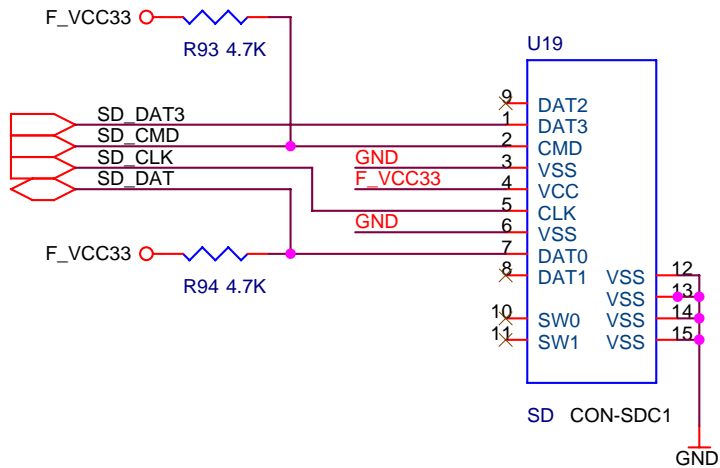 F_VCC33
R93 4.7K
U19
SD_DAT3
SD_CMD
SD_CLK
SD_DAT
GND
F_VCC33
GND
F_VCC33
R94 4.7K
9 DAT2
1 DAT3
2 CMD
3 VSS
4 VCC
5 CLK
6 VSS
7 DAT0
8 DAT1
10 SW0
11 SW1
VSS 12
VSS 13
VSS 14
VSS 15
SD CON-SDC1
GND